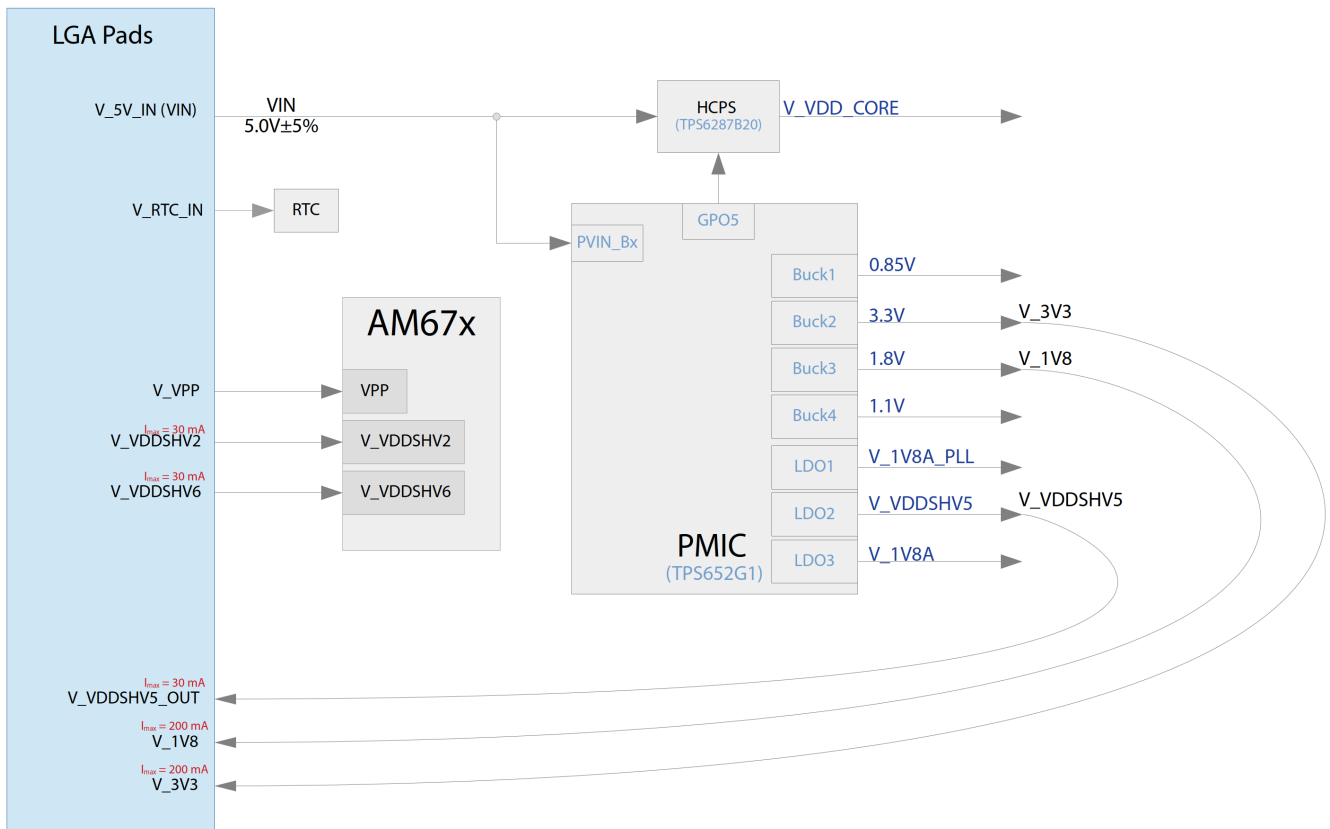 LGA Pads
V_5V_IN (VIN)
VIN
5.0V±5%
HCPS
(TPS6287B20)
V_VDD_CORE
V_RTC_IN
RTC
GPO5
PVIN_Bx
Buck1
0.85V
Buck2
3.3V
V_3V3
Buck3
1.8V
V_1V8
Buck4
1.1V
LDO1
V_1V8A_PLL
LDO2
V_VDDSHV5
V_VDDSHV5
LDO3
V_1V8A
PMIC
(TPS652G1)
AM67x
V_VPP
VPP
Imax = 30 mA
V_VDDSHV2
V_VDDSHV2
Imax = 30 mA
V_VDDSHV6
V_VDDSHV6
Imax = 30 mA
V_VDDSHV5_OUT
Imax = 200 mA
V_1V8
Imax = 200 mA
V_3V3